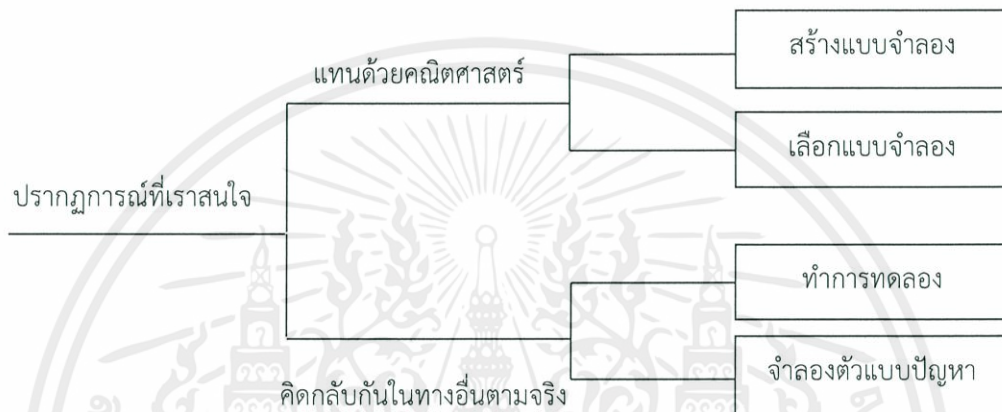 สร้างแบบจำลอง
แทนด้วยคณิตศาสตร์
เลือกแบบจำลอง
ปรากฏการณ์ที่เราสนใจ
ทำการทดลอง
จำลองตัวแบบปัญหา
คิดกลับกันในทางอื่นตามจริง